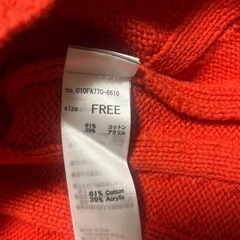 no. 010FA770-6610
size FREE
61% コットン
39% アクリル
61% Cotton
39% Acrylic